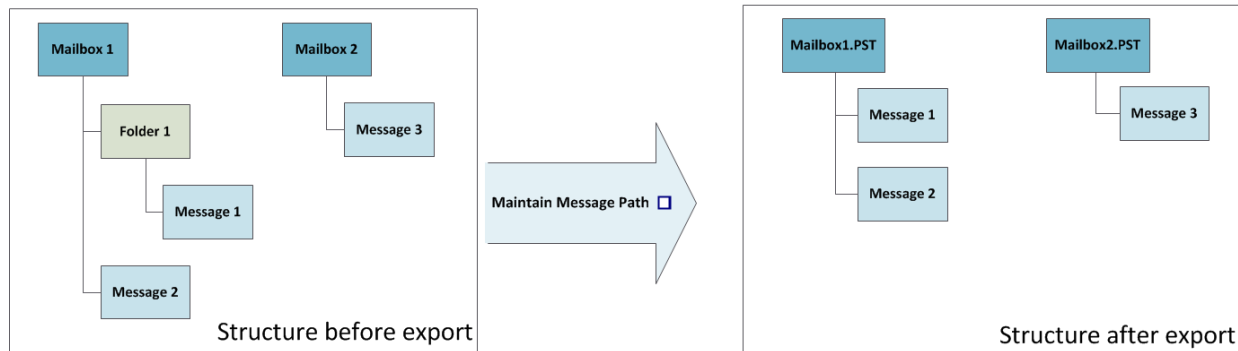 Mailbox 1
Mailbox 2
Folder 1
Message 3
Message 1
Message 2
Structure before export
Maintain Message Path
Mailbox1.PST
Mailbox2.PST
Message 1
Message 3
Message 2
Structure after export